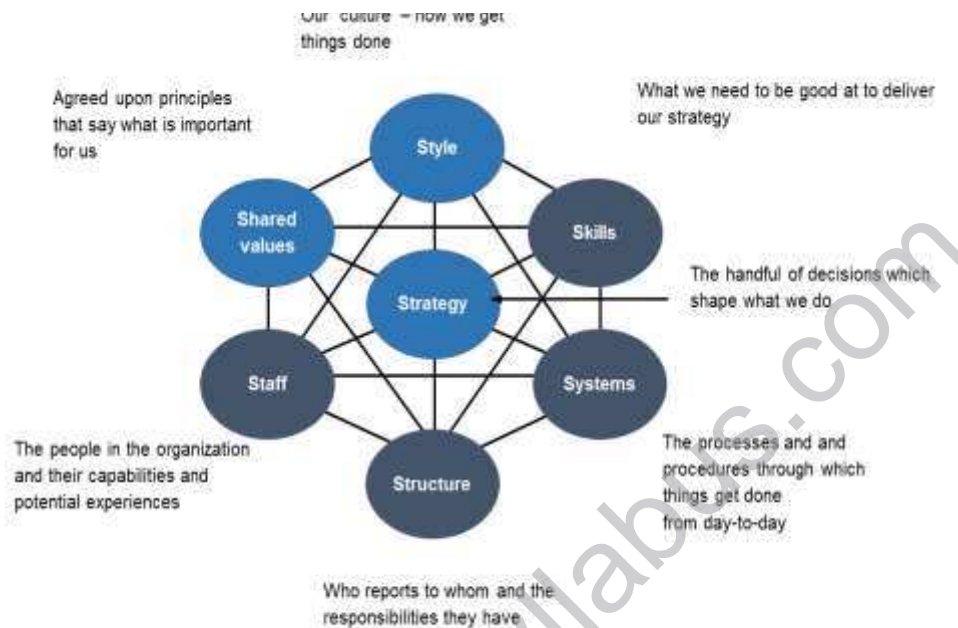 Our culture – how we get
things done
Agreed upon principles
that say what is important
for us
What we need to be good at to deliver
our strategy
Style
Shared
values
Skills
The handful of decisions which
shape what we do
Strategy
Staff
Systems
The people in the organization
and their capabilities and
potential experiences
The processes and and
procedures through which
things get done
from day-to-day
Structure
Who reports to whom and the
responsibilities they have
llabus.com